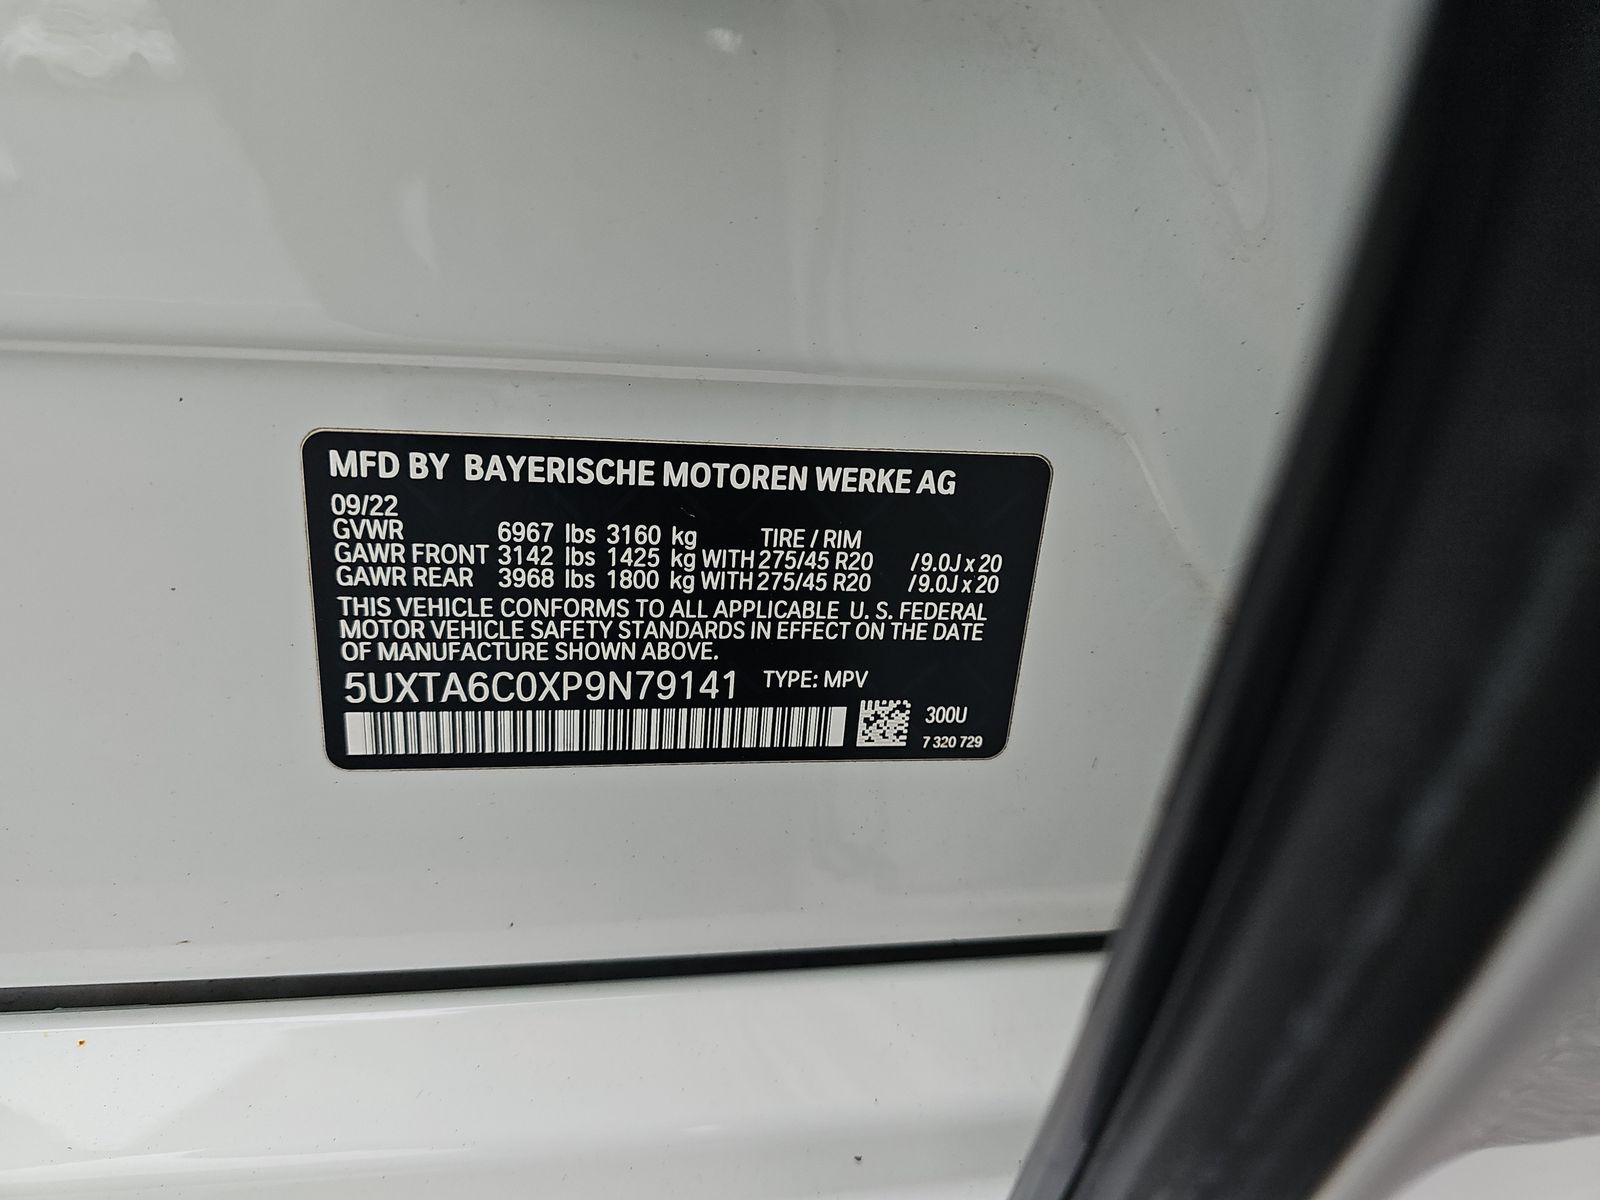 MFD BY BAYERISCHE MOTOREN WERKE AG
09/22
GVWR 6967 lbs 3160 kg TIRE / RIM
GAWR FRONT 3142 lbs 1425 kg WITH 275/45 R20 /9.0J x 20
GAWR REAR 3968 lbs 1800 kg WITH 275/45 R20 /9.0J x 20
THIS VEHICLE CONFORMS TO ALL APPLICABLE U. S. FEDERAL
MOTOR VEHICLE SAFETY STANDARDS IN EFFECT ON THE DATE
OF MANUFACTURE SHOWN ABOVE.
5UXTA6C0XP9N79141 TYPE: MPV
300U
7 320 729